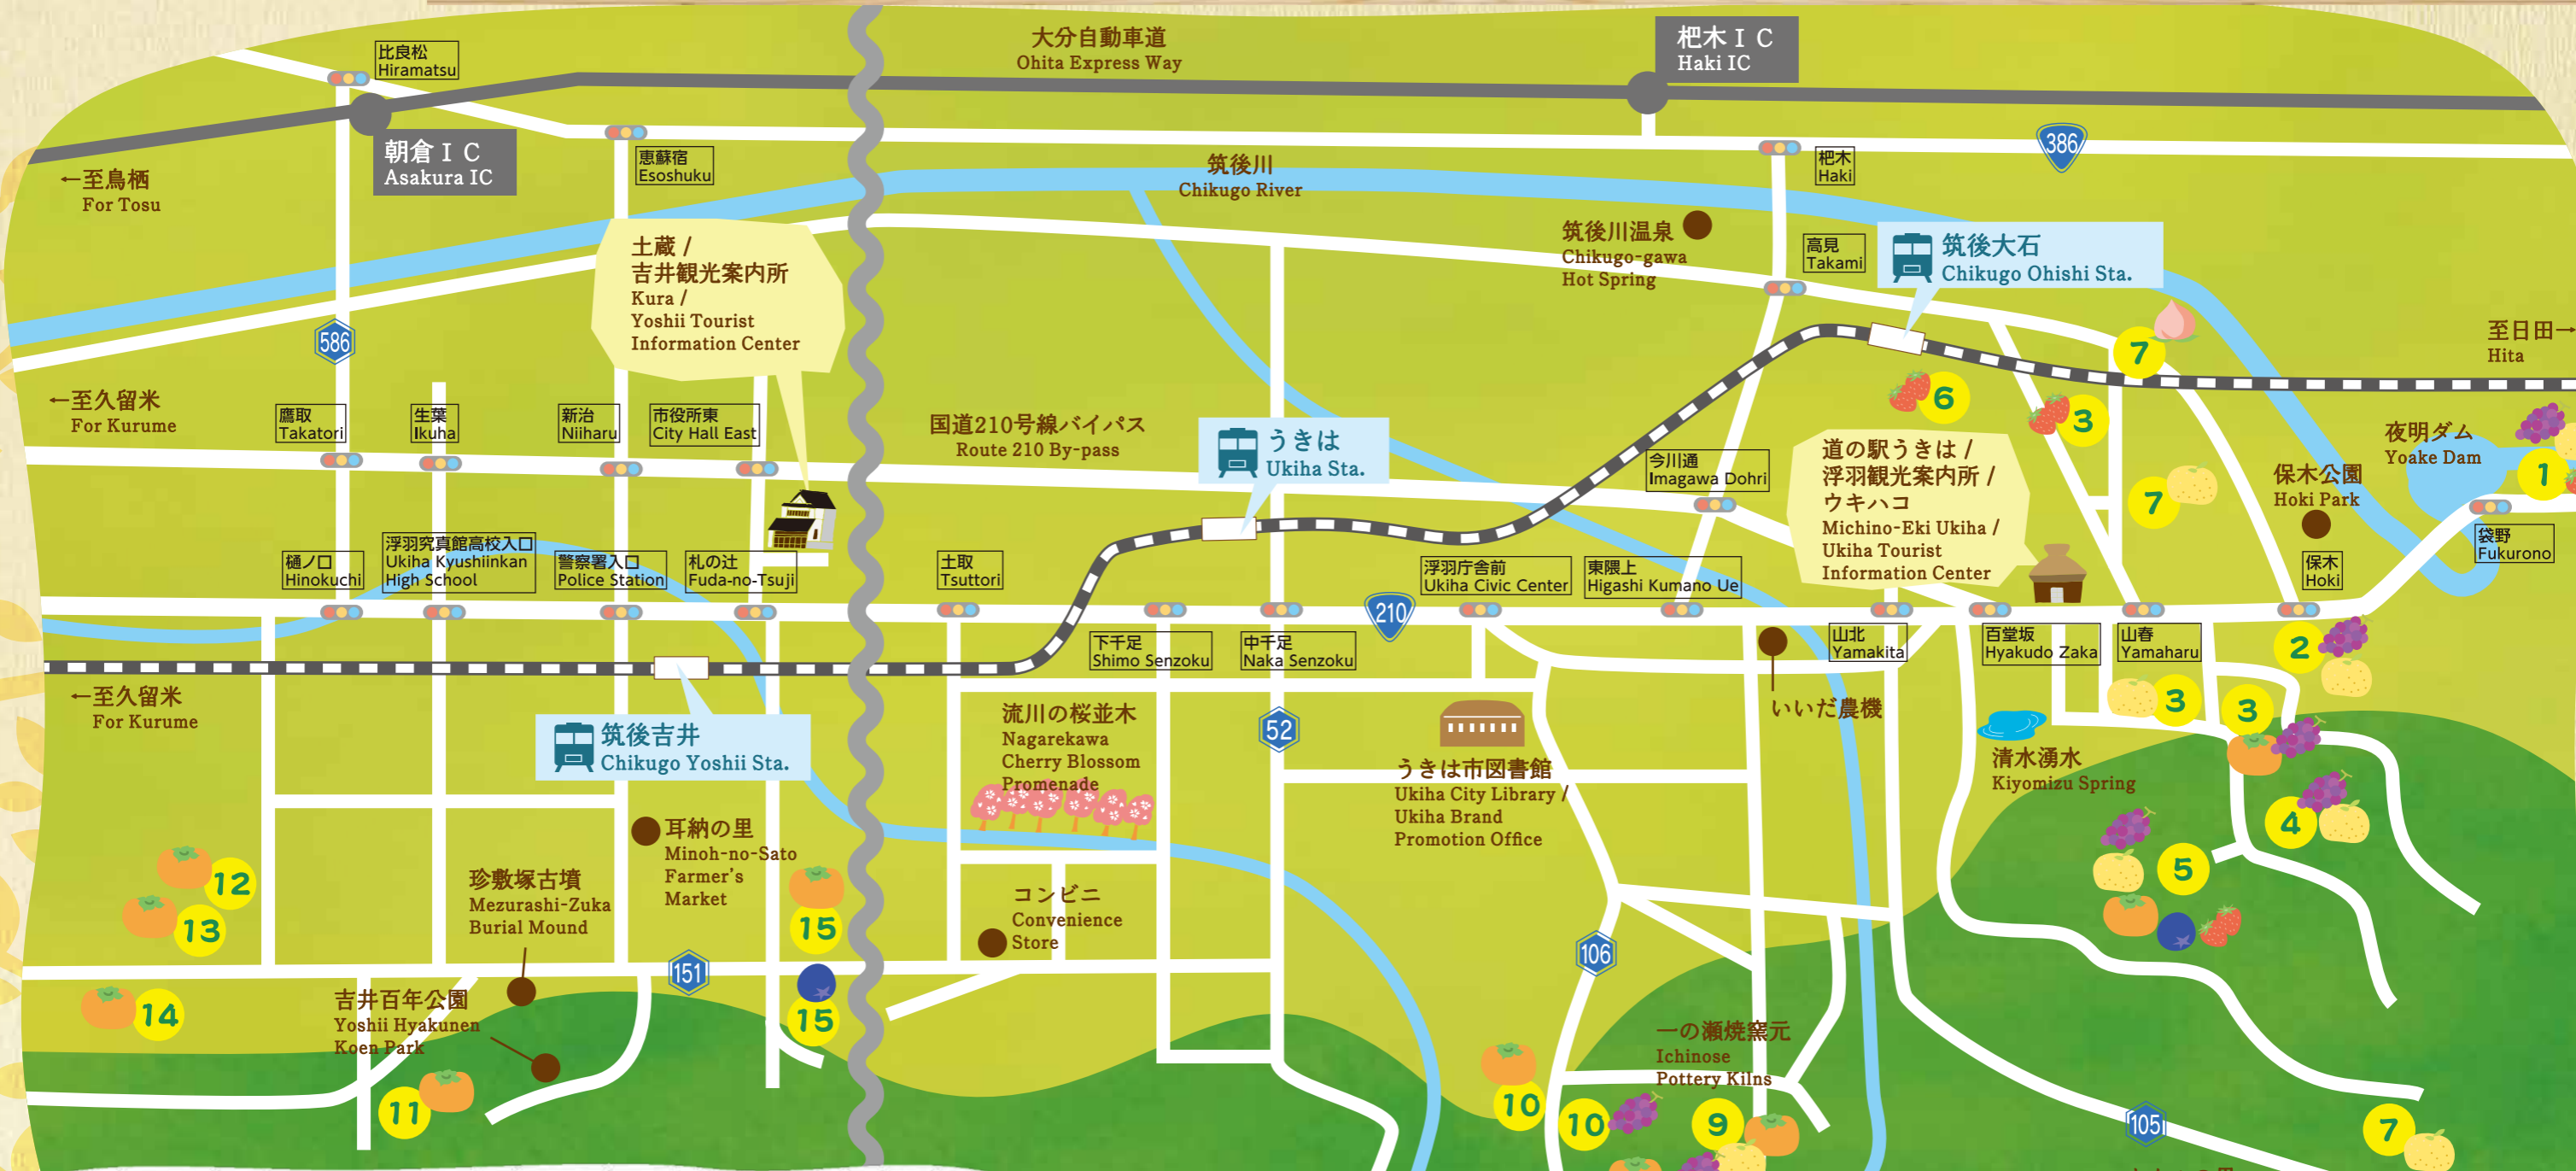 比良松
Hiramatsu
大分自動車道
Ohita Express Way
杷木ＩＣ
Haki IC
朝倉ＩＣ
Asakura IC
←至鳥栖
For Tosu
恵蘇宿
Esoshuku
筑後川
Chikugo River
杷木
Haki
386
土蔵 /
吉井観光案内所
Kura /
Yoshii Tourist
Information Center
筑後川温泉
Chikugo-gawa
Hot Spring
高見
Takami
筑後大石
Chikugo Ohishi Sta.
586
7
至日田→
Hita
←至久留米
For Kurume
鷹取
Takatori
生葉
Ikuha
新治
Niiharu
市役所東
City Hall East
国道210号線バイパス
Route 210 By-pass
うきは
Ukiha Sta.
今川通
Imagawa Dohri
6
3
道の駅うきは /
浮羽観光案内所 /
ウキハコ
Michino-Eki Ukiha /
Ukiha Tourist
Information Center
7
保木公園
Hoki Park
夜明ダム
Yoake Dam
1
樋ノ口
Hinokuchi
浮羽究真館高校入口
Ukiha Kyushiinkan
High School
警察署入口
Police Station
札の辻
Fuda-no-Tsuji
土取
Tsuttori
浮羽庁舎前
Ukiha Civic Center
東隈上
Higashi Kumano Ue
保木
Hoki
袋野
Fukurono
210
下千足
Shimo Senzoku
中千足
Naka Senzoku
山北
Yamakita
百堂坂
Hyakudo Zaka
山春
Yamaharu
2
←至久留米
For Kurume
筑後吉井
Chikugo Yoshii Sta.
流川の桜並木
Nagarekawa
Cherry Blossom
Promenade
52
うきは市図書館
Ukiha City Library /
Ukiha Brand
Promotion Office
いいだ農機
清水湧水
Kiyomizu Spring
3
3
4
5
耳納の里
Minoh-no-Sato
Farmer's
Market
12
13
珍敷塚古墳
Mezurashi-Zuka
Burial Mound
15
コンビニ
Convenience
Store
106
151
14
吉井百年公園
Yoshii Hyakunen
Koen Park
15
一の瀬焼窯元
Ichinose
Pottery Kilns
11
10
10
9
105
7